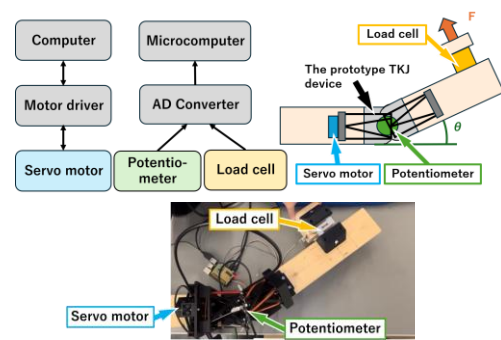 Computer
Motor driver
Servo motor
Microcomputer
AD Converter
Potentio-
meter
Load cell
F
Load cell
The prototype TKJ
device
θ
Servo motor
Potentiometer
Load cell
Servo motor
Potentiometer